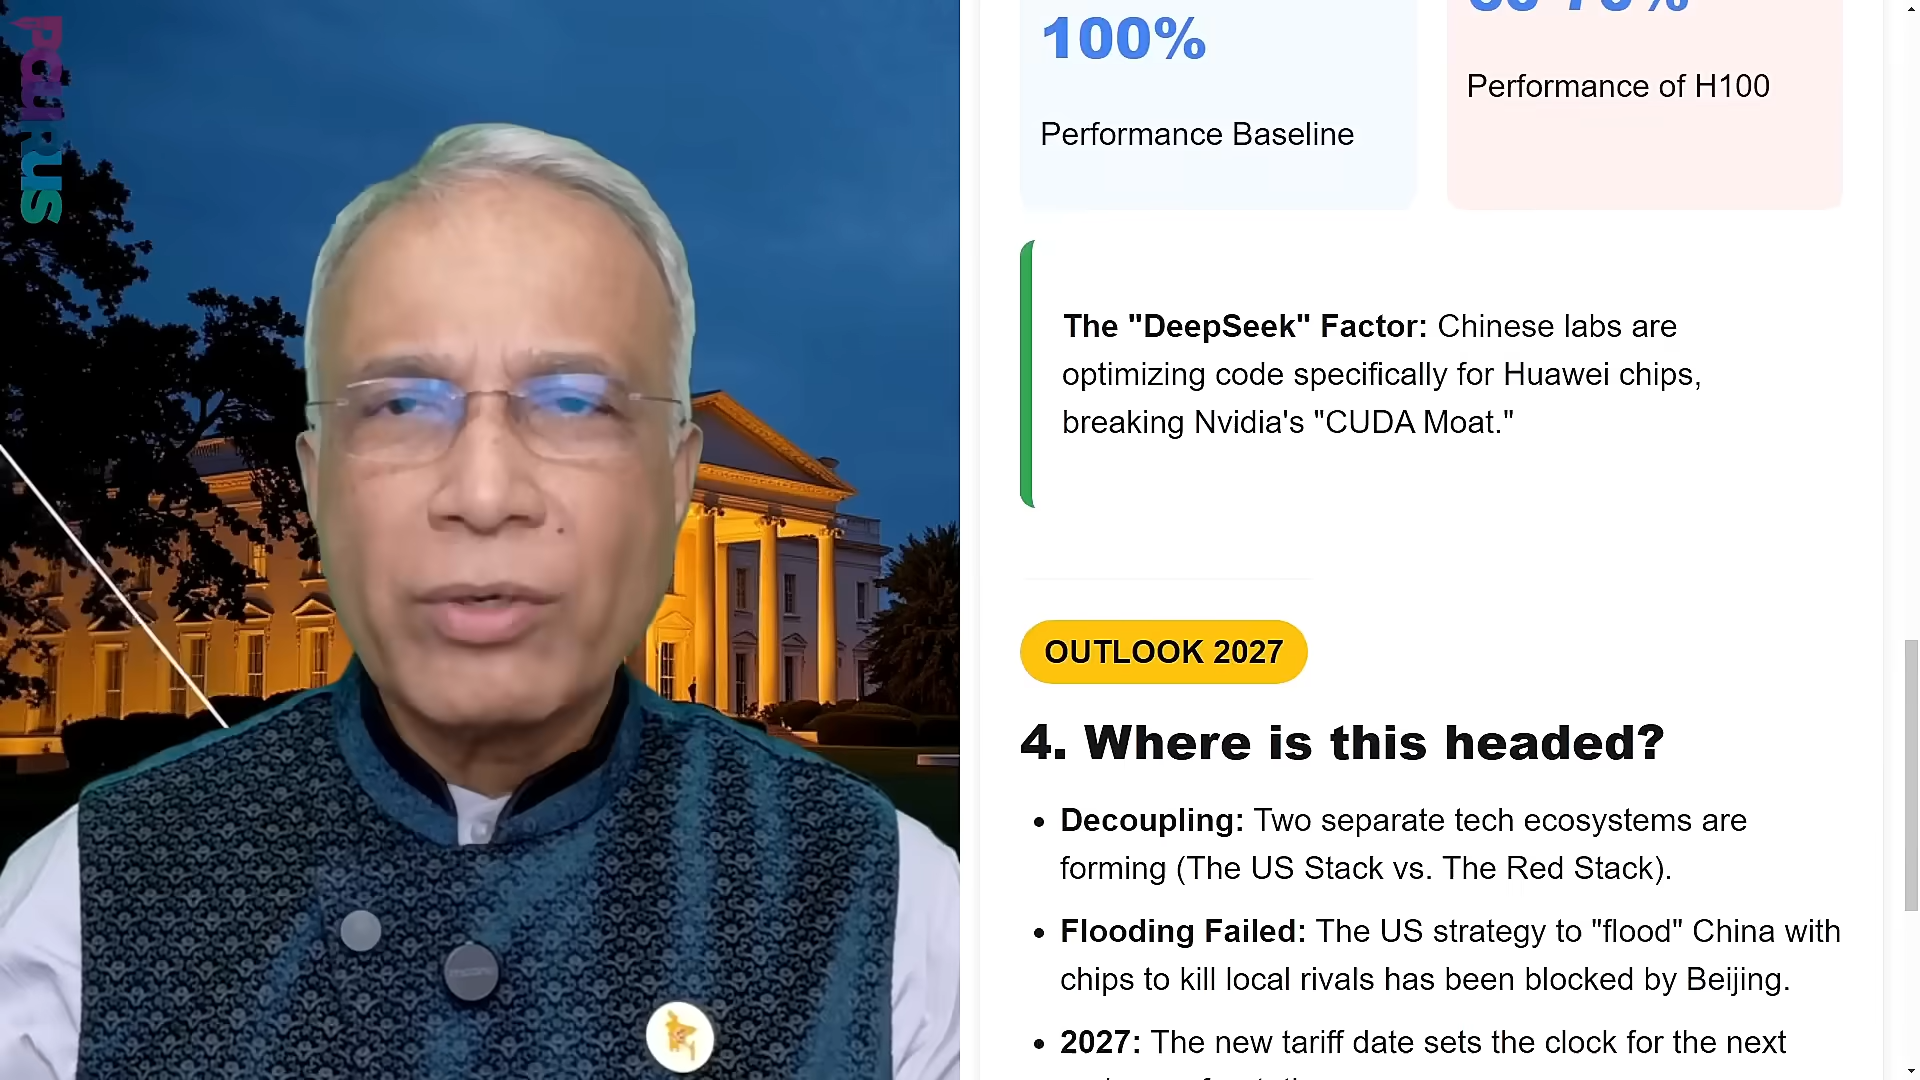 PGURUS
100%
Performance Baseline
Performance of H100
The "DeepSeek" Factor: Chinese labs are
optimizing code specifically for Huawei chips,
breaking Nvidia's "CUDA Moat."
OUTLOOK 2027
4. Where is this headed?
• Decoupling: Two separate tech ecosystems are
forming (The US Stack vs. The Red Stack).
• Flooding Failed: The US strategy to "flood" China with
chips to kill local rivals has been blocked by Beijing.
• 2027: The new tariff date sets the clock for the next